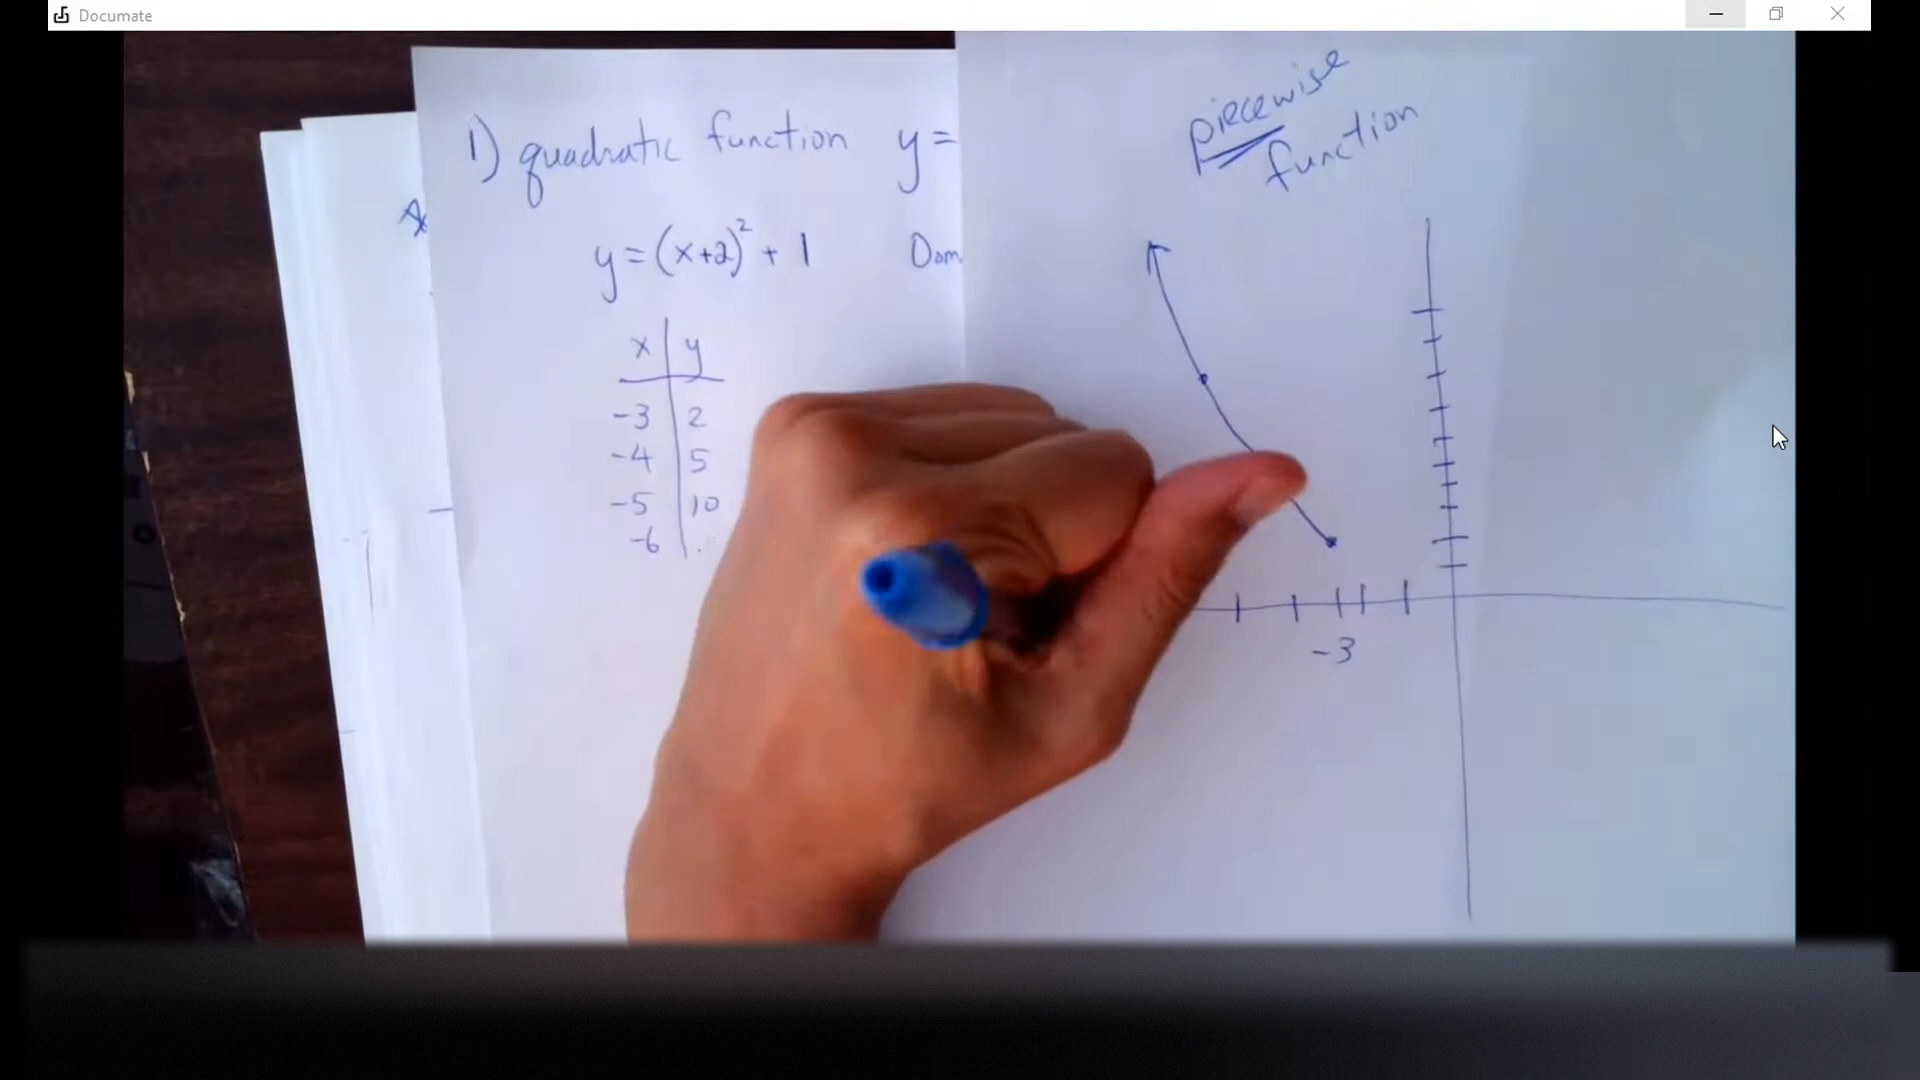 Documate
piecewise
function
1) quadratic function y=
y=(x+2)²+1 Dom
x y
-3 2
-4 5
-5 10
-6
-3